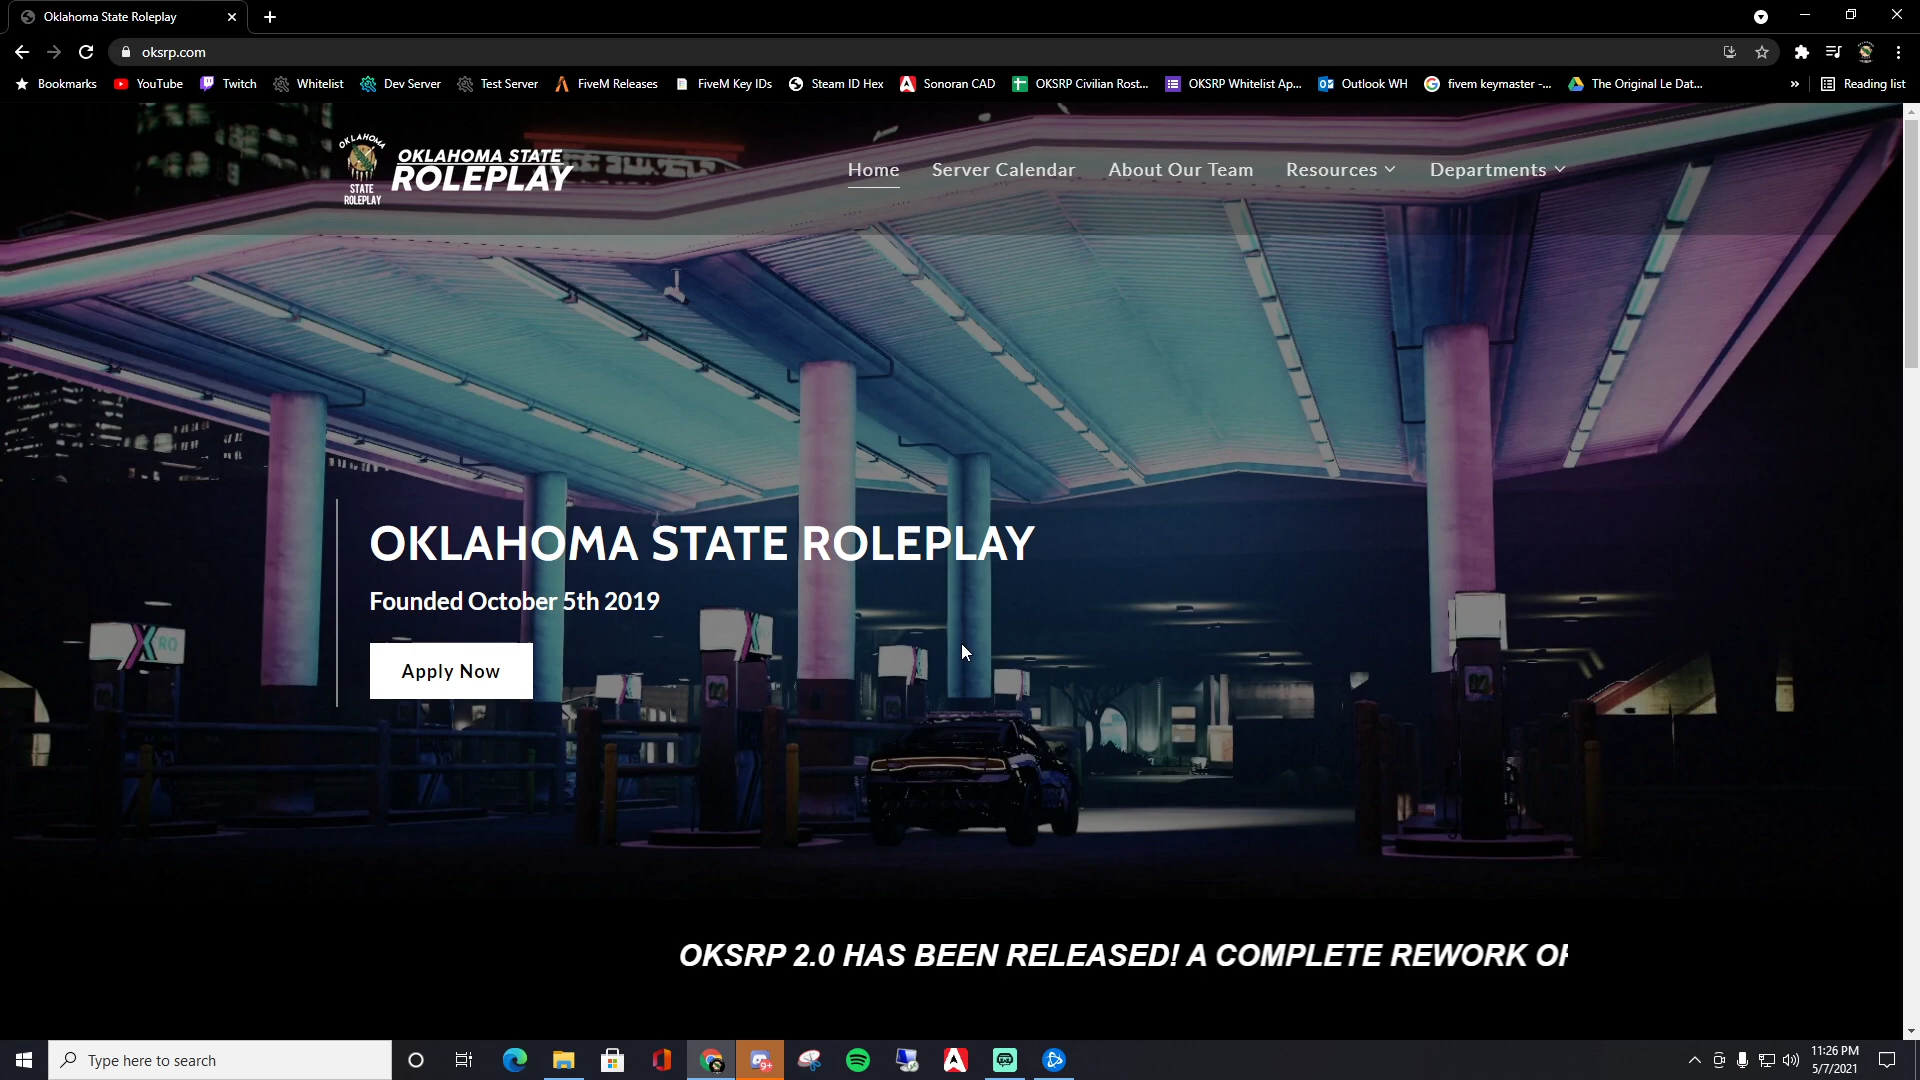 Oklahoma State Roleplay
oksrp.com
Bookmarks YouTube Twitch Whitelist Dev Server Test Server FiveM Releases FiveM Key IDs Steam ID Hex Sonoran CAD OKSRP Civilian Rost... OKSRP Whitelist Ap... Outlook WH fivem keymaster -... The Original Le Dat... » Reading list
OKLAHOMA
STATE
ROLEPLAY
OKLAHOMA STATE
ROLEPLAY
Home Server Calendar About Our Team Resources Departments
OKLAHOMA STATE ROLEPLAY
Founded October 5th 2019
Apply Now
OKSRP 2.0 HAS BEEN RELEASED! A COMPLETE REWORK OF
Type here to search
9+
11:26 PM
5/7/2021